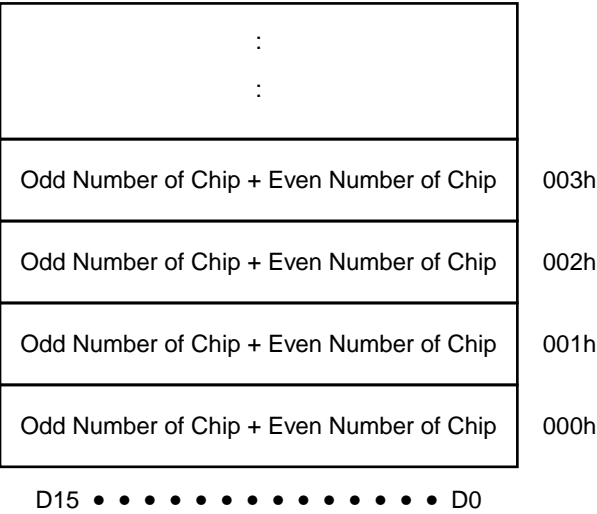 :
:
Odd Number of Chip + Even Number of Chip 003h
Odd Number of Chip + Even Number of Chip 002h
Odd Number of Chip + Even Number of Chip 001h
Odd Number of Chip + Even Number of Chip 000h
D15 ● ● ● ● ● ● ● ● ● ● ● ● ● ● D0